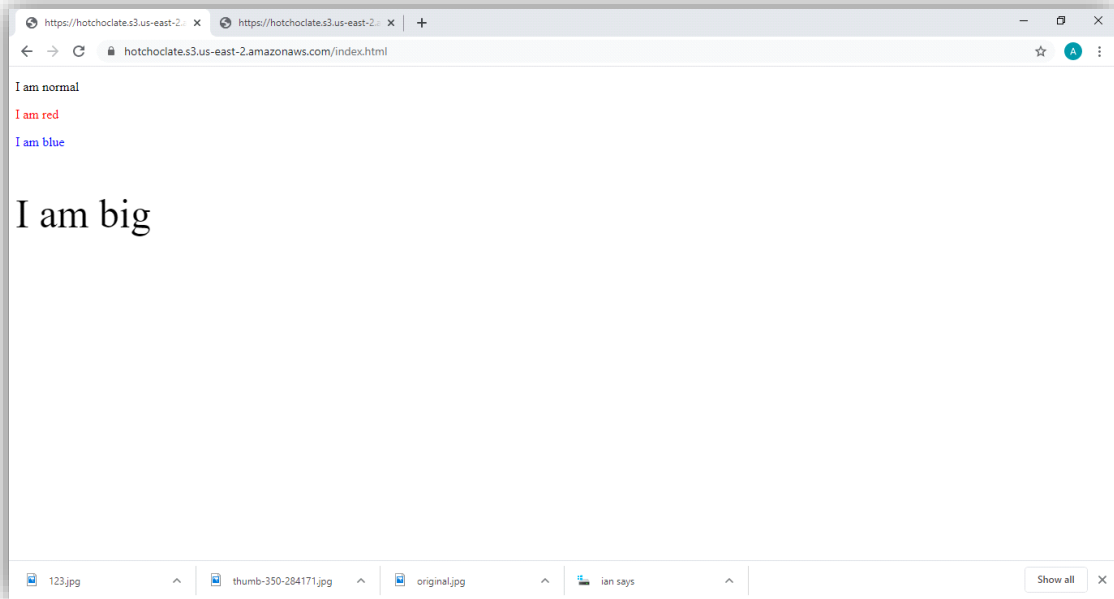 https://hotchoclate.s3.us-east-2.a https://hotchoclate.s3.us-east-2.a
hotchoclate.s3.us-east-2.amazonaws.com/index.html A
I am normal
I am red
I am blue
I am big
123.jpg thumb-350-284171.jpg original.jpg ian says Show all